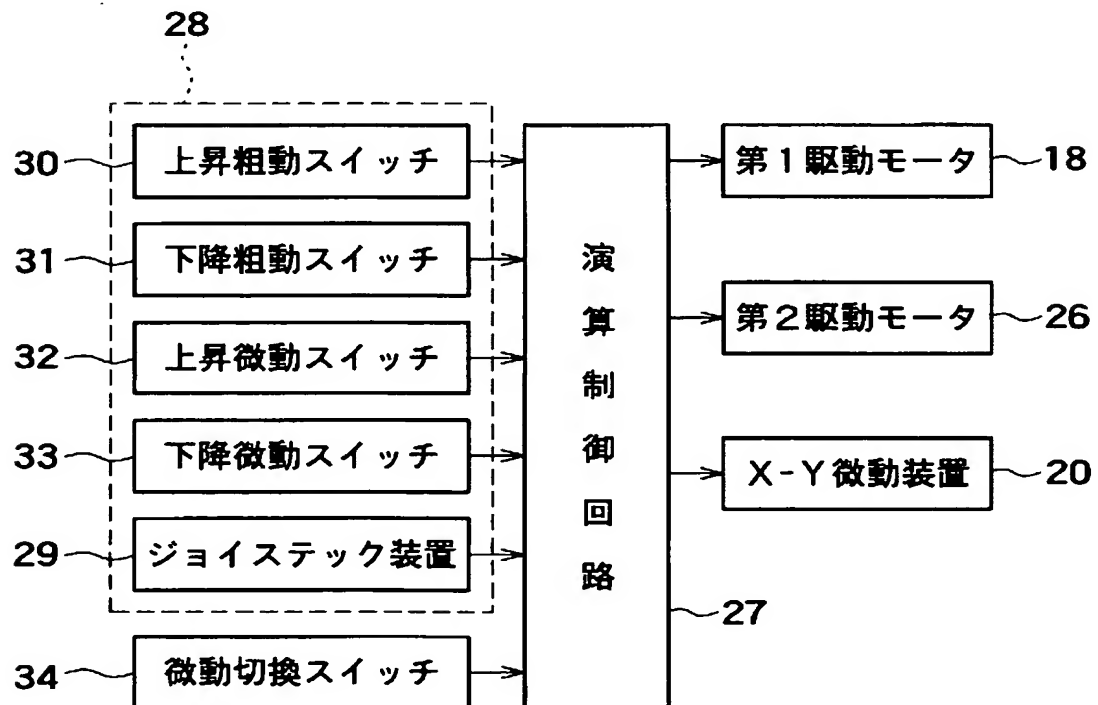 28
30 上昇粗動スイッチ
31 下降粗動スイッチ
32 上昇微動スイッチ
33 下降微動スイッチ
29 ジョイステック装置
34 微動切換スイッチ
演算制御回路
27
第1駆動モータ 18
第2駆動モータ 26
X-Y微動装置 20